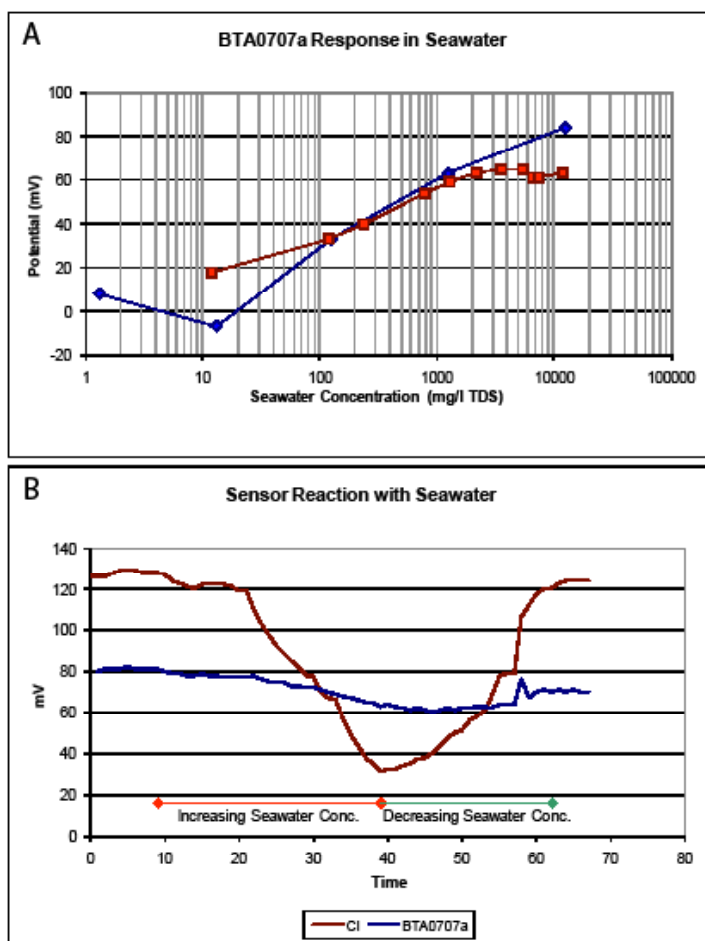 A
BTA0707a Response in Seawater
100
80
60
40
20
0
-20
Potential (mV)
1 10 100 1000 10000 100000
Seawater Concentration (mg/l TDS)
B
Sensor Reaction with Seawater
140
120
100
80
60
40
20
0
mV
Increasing Seawater Conc. Decreasing Seawater Conc.
0 10 20 30 40 50 60 70 80
Time
Cl BTA0707a